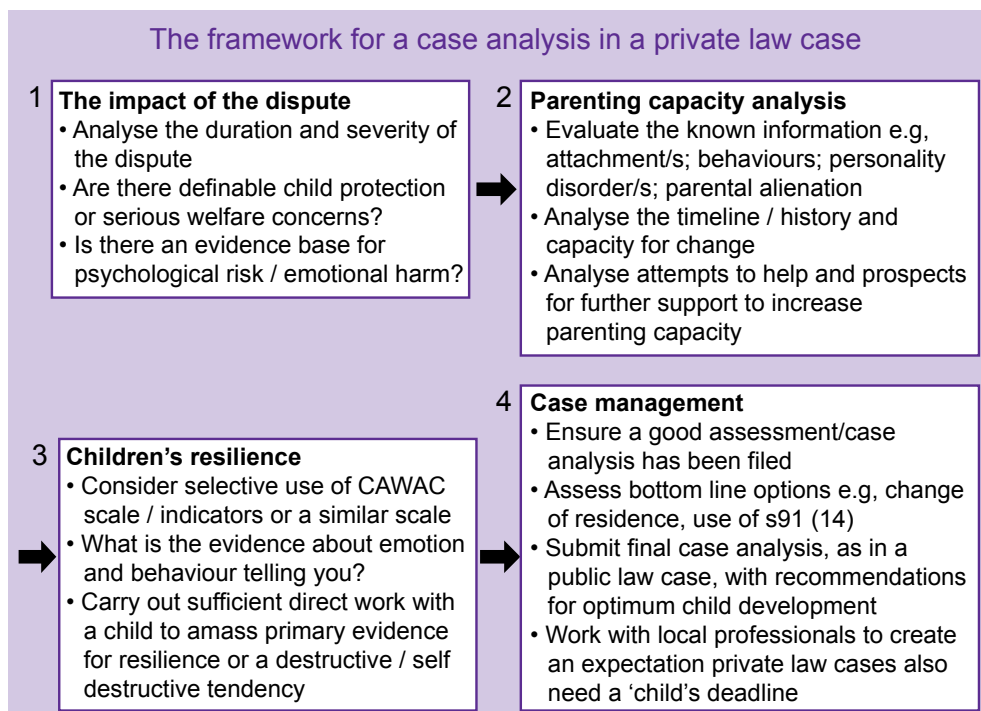 The framework for a case analysis in a private law case
1
The impact of the dispute
• Analyse the duration and severity of
the dispute
• Are there definable child protection
or serious welfare concerns?
• Is there an evidence base for
psychological risk / emotional harm?
2
Parenting capacity analysis
• Evaluate the known information e.g,
attachment/s; behaviours; personality
disorder/s; parental alienation
• Analyse the timeline / history and
capacity for change
• Analyse attempts to help and prospects
for further support to increase
parenting capacity
3
Children’s resilience
• Consider selective use of CAWAC
scale / indicators or a similar scale
• What is the evidence about emotion
and behaviour telling you?
• Carry out sufficient direct work with
a child to amass primary evidence
for resilience or a destructive / self
destructive tendency
4
Case management
• Ensure a good assessment/case
analysis has been filed
• Assess bottom line options e.g, change
of residence, use of s91 (14)
• Submit final case analysis, as in a
public law case, with recommendations
for optimum child development
• Work with local professionals to create
an expectation private law cases also
need a ‘child’s deadline